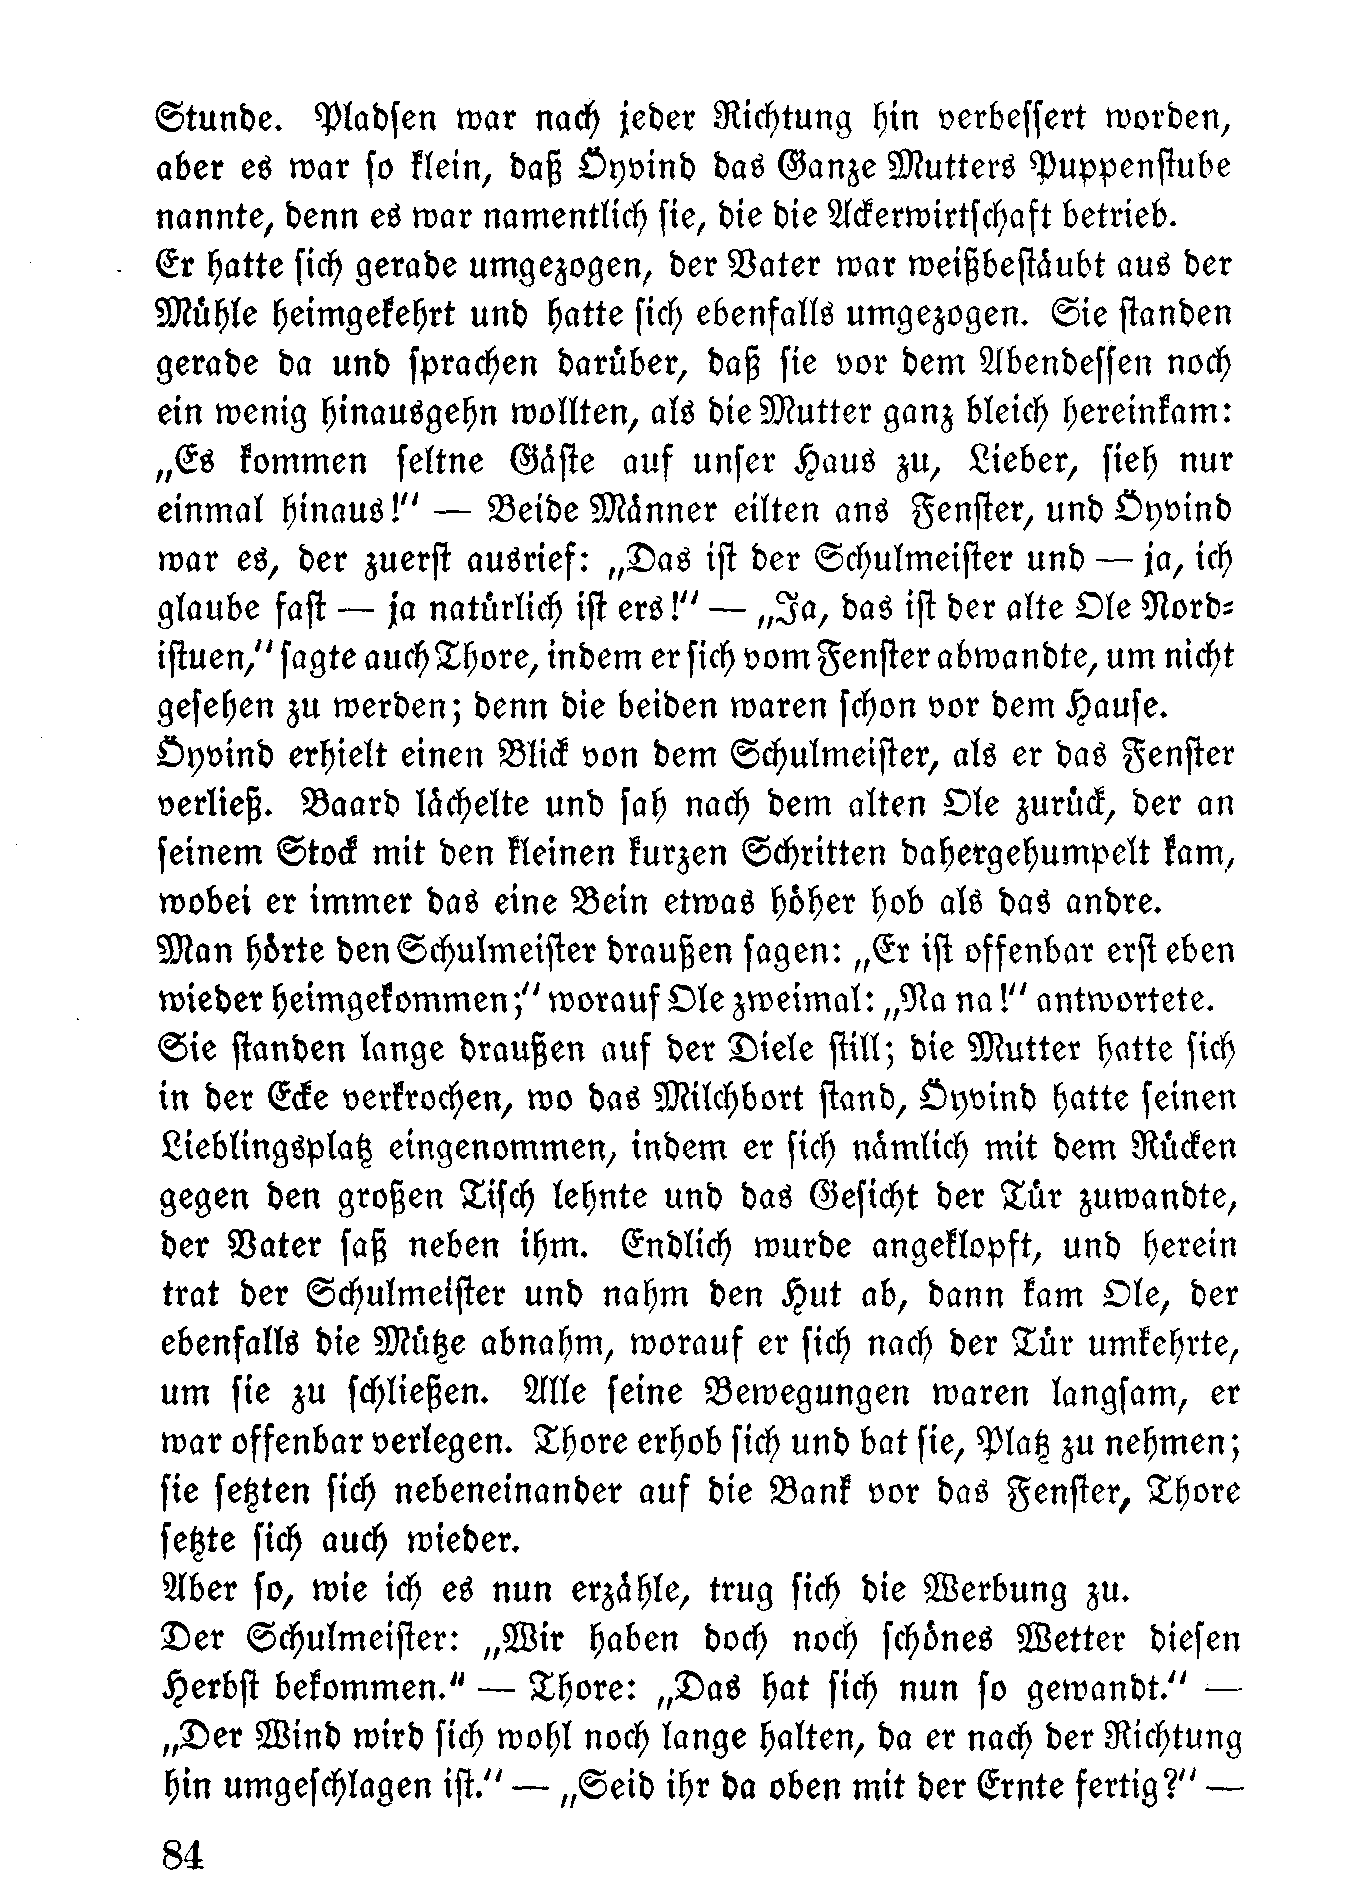 Stunde. Pladsen war nach jeder Richtung hin verbessert worden,
aber es war so klein, daß Öyvind das Ganze Mutters Puppenstube
nannte, denn es war namentlich sie, die die Ackerwirtschaft betrieb.
Er hatte sich gerade umgezogen, der Vater war weißbestäubt aus der
Mühle heimgekehrt und hatte sich ebenfalls umgezogen. Sie standen
gerade da und sprachen darüber, daß sie vor dem Abendessen noch
ein wenig hinausgehn wollten, als die Mutter ganz bleich hereinkam:
„Es kommen seltne Gäste auf unser Haus zu, Lieber, sieh nur
einmal hinaus!“ — Beide Männer eilten ans Fenster, und Öyvind
war es, der zuerst ausrief: „Das ist der Schulmeister und — ja, ich
glaube fast — ja natürlich ist ers!“ — „Ja, das ist der alte Ole Nord-
istuen,“ sagte auch Thore, indem er sich vom Fenster abwandte, um nicht
gesehen zu werden; denn die beiden waren schon vor dem Hause.
Öyvind erhielt einen Blick von dem Schulmeister, als er das Fenster
verließ. Baard lächelte und sah nach dem alten Ole zurück, der an
seinem Stock mit den kleinen kurzen Schritten dahergehumpelt kam,
wobei er immer das eine Bein etwas höher hob als das andre.
Man hörte den Schulmeister draußen sagen: „Er ist offenbar erst eben
wieder heimgekommen;“ worauf Ole zweimal: „Na na!“ antwortete.
Sie standen lange draußen auf der Diele still; die Mutter hatte sich
in der Ecke verkrochen, wo das Milchbort stand, Öyvind hatte seinen
Lieblingsplatz eingenommen, indem er sich nämlich mit dem Rücken
gegen den großen Tisch lehnte und das Gesicht der Tür zuwandte,
der Vater saß neben ihm. Endlich wurde angeklopft, und herein
trat der Schulmeister und nahm den Hut ab, dann kam Ole, der
ebenfalls die Mütze abnahm, worauf er sich nach der Tür umkehrte,
um sie zu schließen. Alle seine Bewegungen waren langsam, er
war offenbar verlegen. Thore erhob sich und bat sie, Platz zu nehmen;
sie setzten sich nebeneinander auf die Bank vor das Fenster, Thore
setzte sich auch wieder.
Aber so, wie ich es nun erzähle, trug sich die Werbung zu.
Der Schulmeister: „Wir haben doch noch schönes Wetter diesen
Herbst bekommen.“ — Thore: „Das hat sich nun so gewandt.“ —
„Der Wind wird sich wohl noch lange halten, da er nach der Richtung
hin umgeschlagen ist.“ — „Seid ihr da oben mit der Ernte fertig?“ —
84